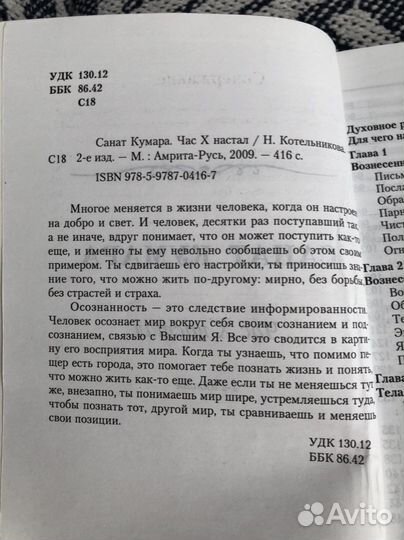 УДК 130.12
ББК 86.42
С18
Санат Кумара. Час X настал / Н. Котельникова.
С18 2-е изд. — М. : Амрита-Русь, 2009. — 416 с.
ISBN 978-5-9787-0416-7
Многое меняется в жизни человека, когда он настроен
на добро и свет. И человек, десятки раз поступавший так,
а не иначе, вдруг понимает, что он может поступить как-то
еще, и именно ты ему невольно сообщаешь об этом своим
примером. Ты сдвигаешь его настройки, ты приносишь зна-
ние того, что можно жить по-другому: мирно, без борьбы,
без страстей и страха.
Осознанность — это следствие информированности.
Человек осознает мир вокруг себя своим сознанием и под-
сознанием, связью с Высшим Я. Все это сводится в карти-
ну его восприятия мира. Когда ты узнаешь, что помимо пе-
щер есть города, это помогает тебе познать жизнь и понять,
что можно жить как-то еще. Даже если ты не меняешься тут
же, внезапно, ты понимаешь мир шире, устремляешься туда,
чтобы познать тот, другой мир, ты сравниваешь и меняешь
свои позиции.
УДК 130.12
ББК 86.42
Духовное
Для чего
Глава 1
Глава 2
Avito